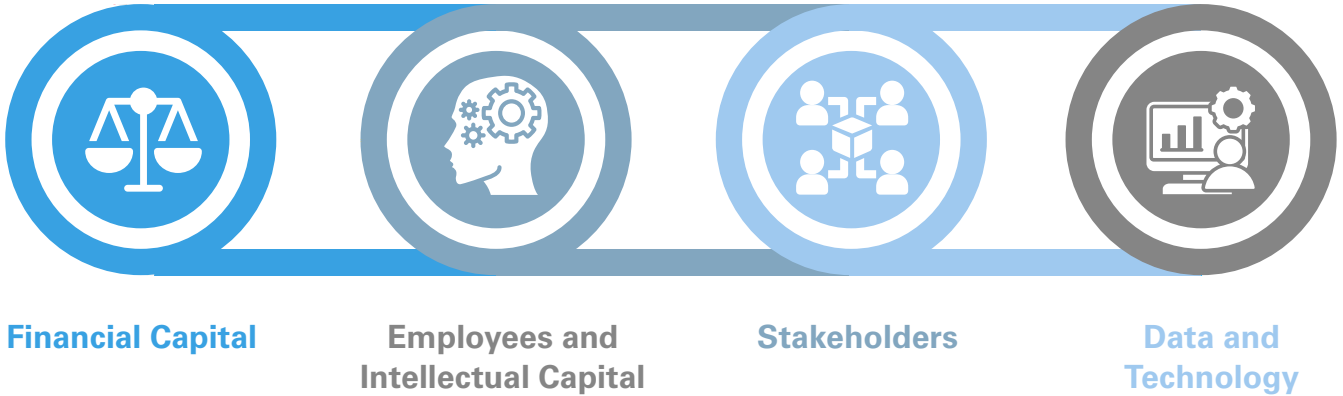 Financial Capital
Employees and
Intellectual Capital
Stakeholders
Data and
Technology